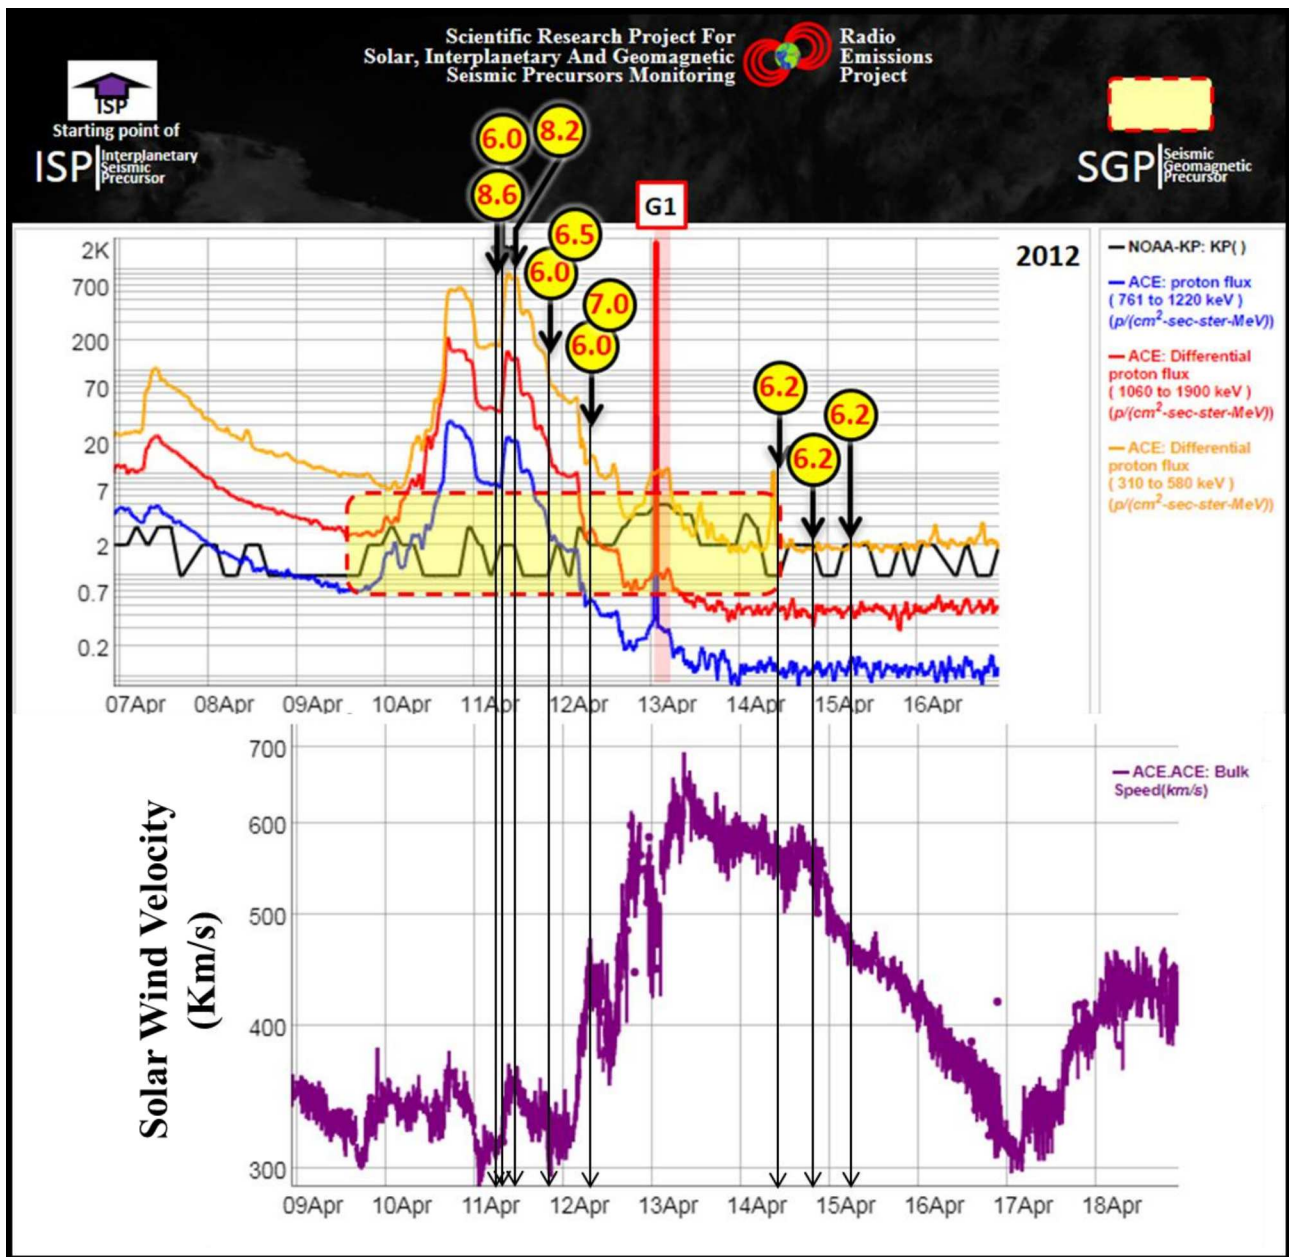 Scientific Research Project For
Solar, Interplanetary And Geomagnetic
Seismic Precursors Monitoring
Radio
Emissions
Project
ISP
Starting point of
ISP
Interplanetary
Seismic
Precursor
SGP
Seismic
Geomagnetic
Precursor
6.0
8.2
8.6
G1
6.5
6.0
7.0
6.0
6.2
6.2
6.2
2012
2K
700
200
70
20
7
2
0.7
0.2
07Apr 08Apr 09Apr 10Apr 11Apr 12Apr 13Apr 14Apr 15Apr 16Apr
NOAA-KP: KP( )
ACE: proton flux
( 761 to 1220 keV )
(p/(cm²-sec-ster-MeV))
ACE: Differential
proton flux
( 1060 to 1900 keV )
(p/(cm²-sec-ster-MeV))
ACE: Differential
proton flux
( 310 to 580 keV )
(p/(cm²-sec-ster-MeV))
Solar Wind Velocity
(Km/s)
700
600
500
400
300
09Apr 10Apr 11Apr 12Apr 13Apr 14Apr 15Apr 16Apr 17Apr 18Apr
ACE.ACE: Bulk
Speed(km/s)